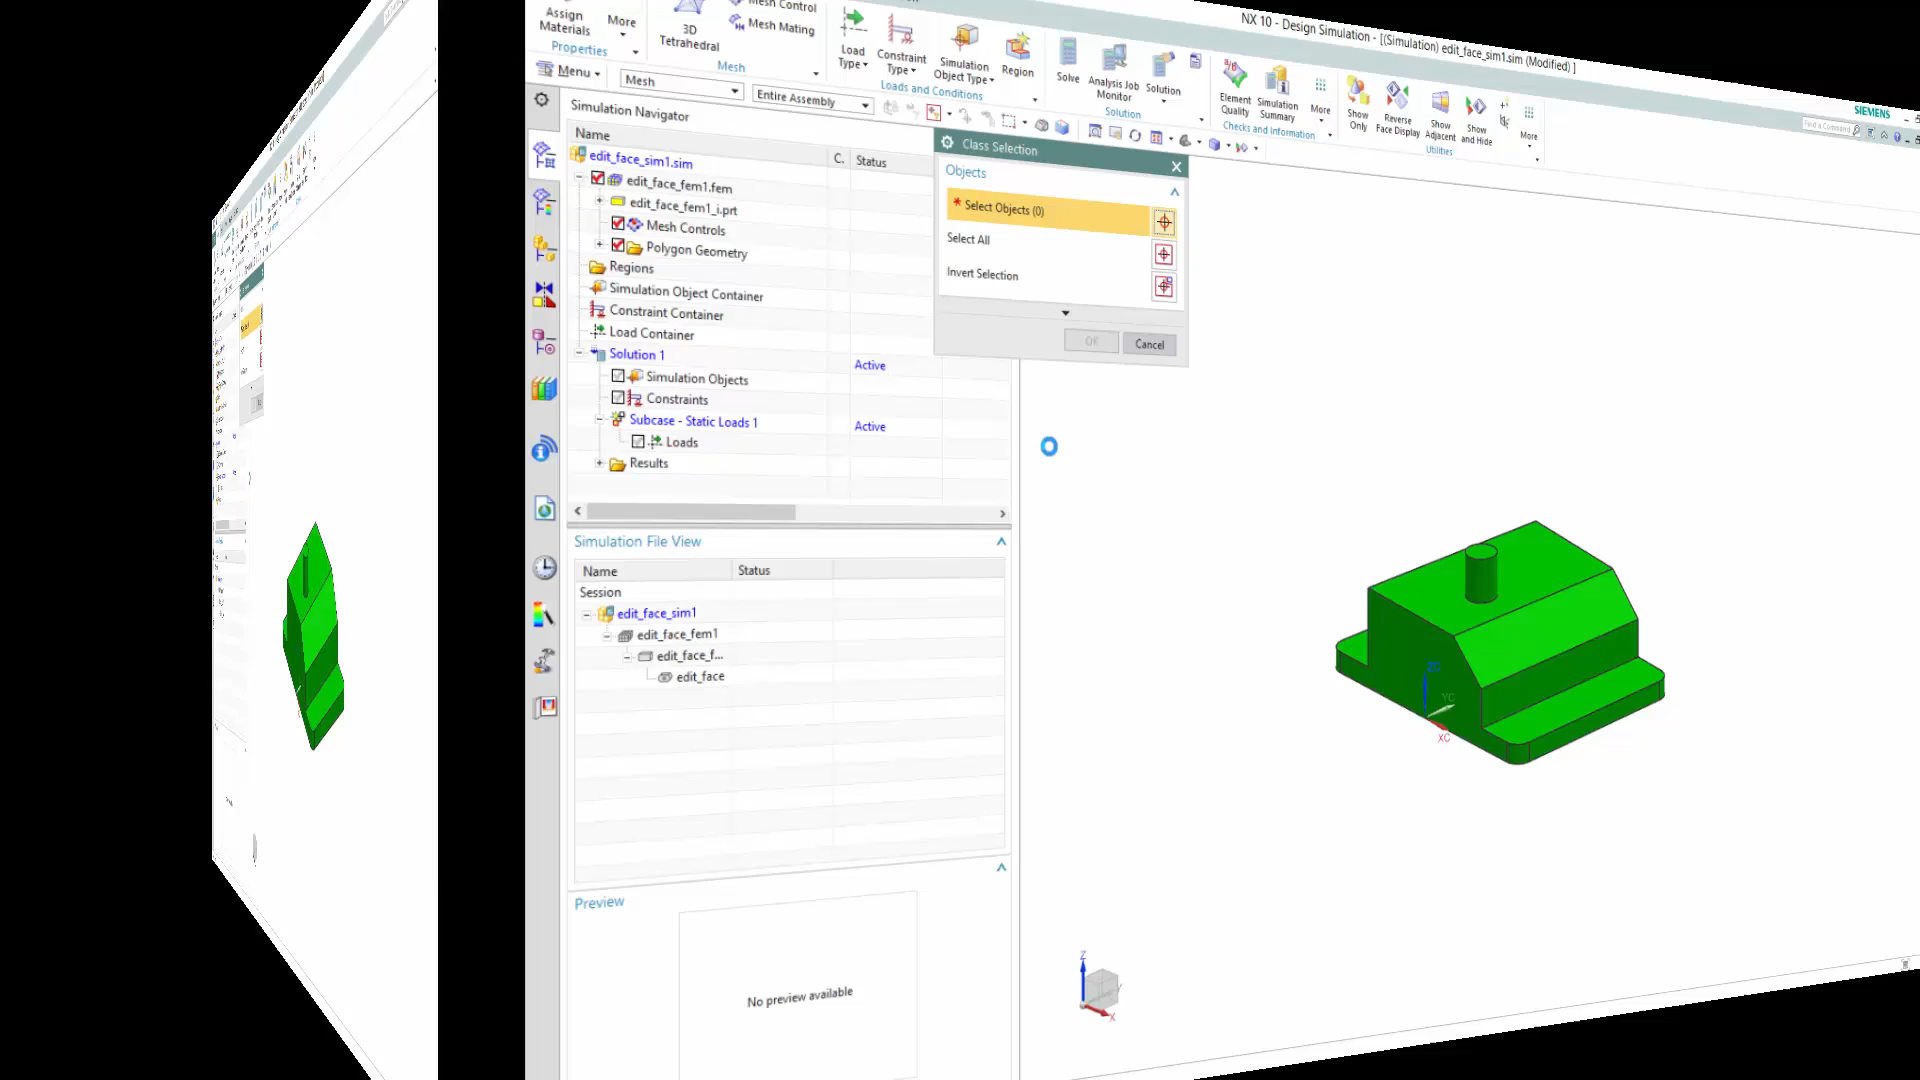 NX 10 - Design Simulation - [(Simulation) edit_face_sim1.sim (Modified) ]
SIEMENS
Assign Materials
More
Properties
3D Tetrahedral
Mesh Control
Mesh Mating
Mesh
Load Type
Constraint Type
Simulation Object Type
Region
Loads and Conditions
Solve
Analysis Job Monitor
Solution
Solution
Element Quality
Simulation Summary
More
Checks and Information
Show Only
Reverse Face Display
Show Adjacent
Show and Hide
More
Utilities
Find a Command
Menu
Mesh
Entire Assembly
Simulation Navigator
Name
C.
Status
edit_face_sim1.sim
edit_face_fem1.fem
edit_face_fem1_i.prt
Mesh Controls
Polygon Geometry
Regions
Simulation Object Container
Constraint Container
Load Container
Solution 1
Active
Simulation Objects
Constraints
Subcase - Static Loads 1
Active
Loads
Results
Class Selection
Objects
* Select Objects (0)
Select All
Invert Selection
OK
Cancel
Simulation File View
Name
Status
Session
edit_face_sim1
edit_face_fem1
edit_face_f...
edit_face
Preview
No preview available
ZC
YC
XC
Z
Y
X